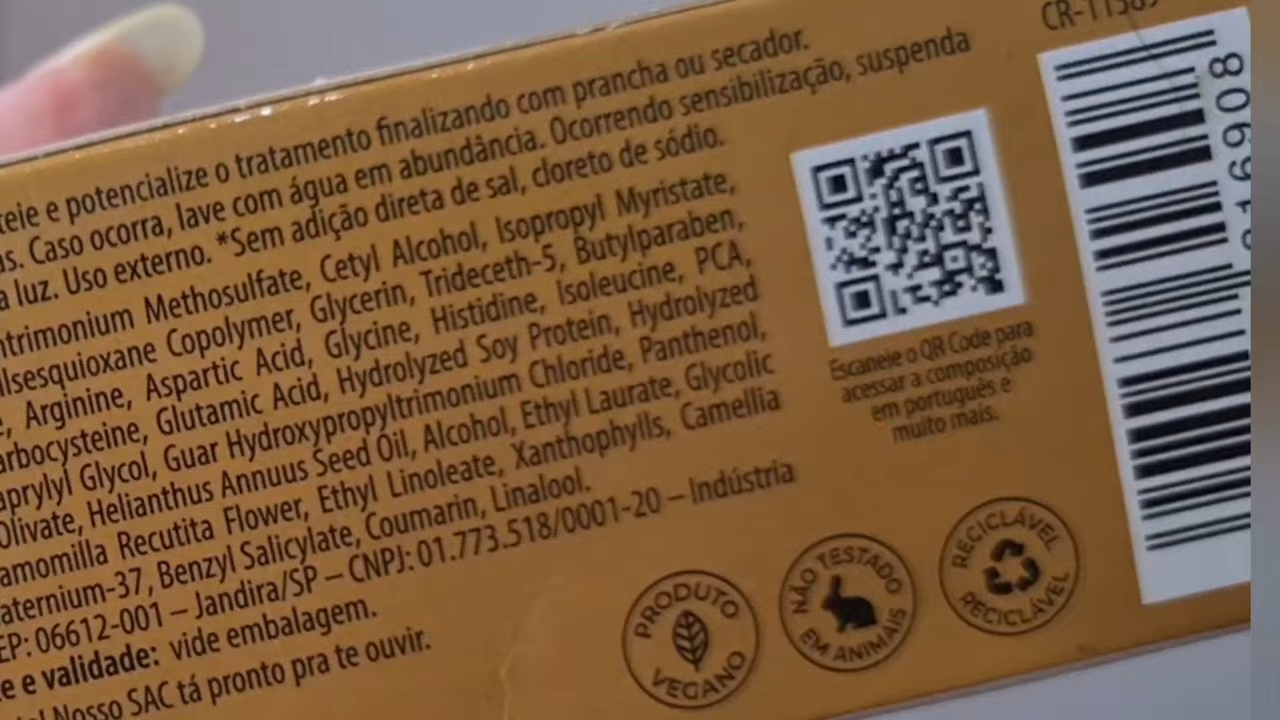 teie e potencialize o tratamento finalizando com prancha ou secador.
as. Caso ocorra, lave com água em abundância. Ocorrendo sensibilização, suspenda
a luz. Uso externo. *Sem adição direta de sal, cloreto de sódio.
ntrimonium Methosulfate, Cetyl Alcohol, Isopropyl Myristate,
ilsesquioxane Copolymer, Glycerin, Trideceth-5, Butylparaben,
e, Arginine, Aspartic Acid, Glycine, Histidine, Isoleucine, PCA,
arbocysteine, Glutamic Acid, Hydrolyzed Soy Protein, Hydrolyzed
aprylyl Glycol, Guar Hydroxypropyltrimonium Chloride, Panthenol,
Olivate, Helianthus Annuus Seed Oil, Alcohol, Ethyl Laurate, Glycolic
amomilla Recutita Flower, Ethyl Linoleate, Xanthophylls, Camellia
aternium-37, Benzyl Salicylate, Coumarin, Linalool.
EP: 06612-001 – Jandira/SP – CNPJ: 01.773.518/0001-20 – Indústria
e e validade: vide embalagem.
Nosso SAC tá pronto pra te ouvir.
Escaneie o QR Code para
acessar a composição
em português e
muito mais.
PRODUTO
VEGANO
NÃO TESTADO
EM ANIMAIS
RECICLÁVEL
RECICLÁVEL